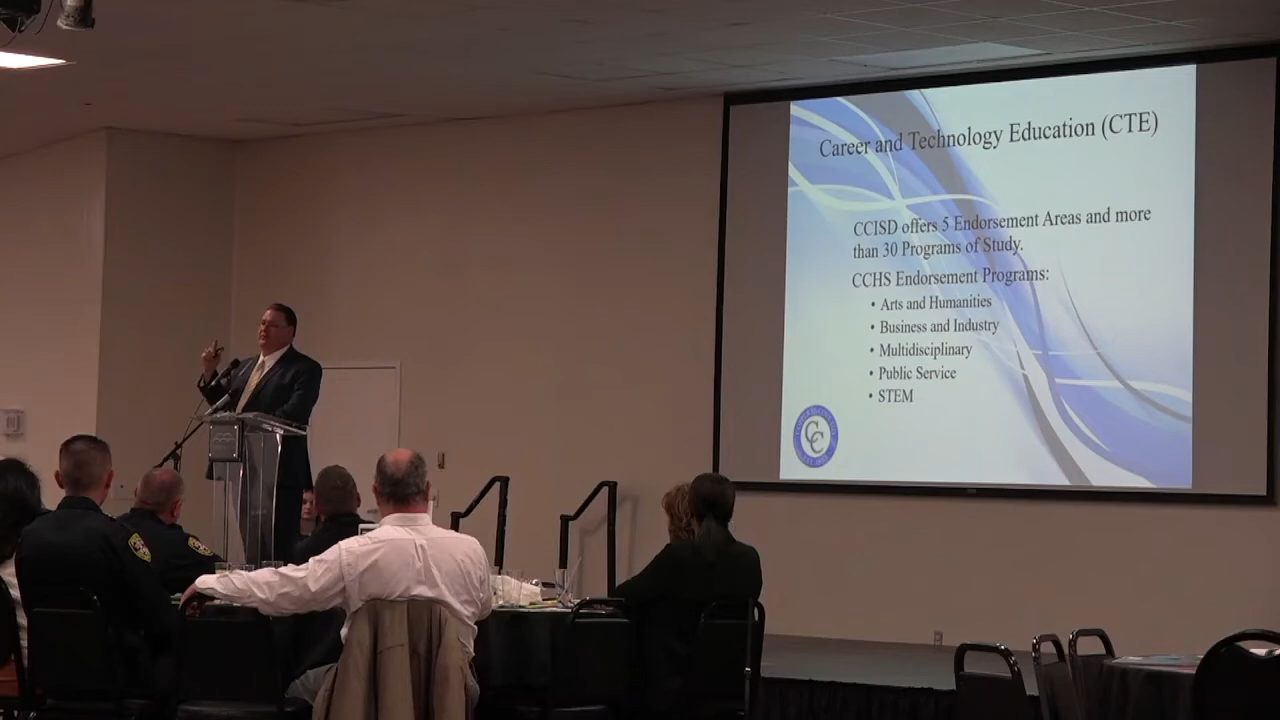 Career and Technology Education (CTE)
CCISD offers 5 Endorsement Areas and more
than 30 Programs of Study.
CCHS Endorsement Programs:
• Arts and Humanities
• Business and Industry
• Multidisciplinary
• Public Service
• STEM
CC